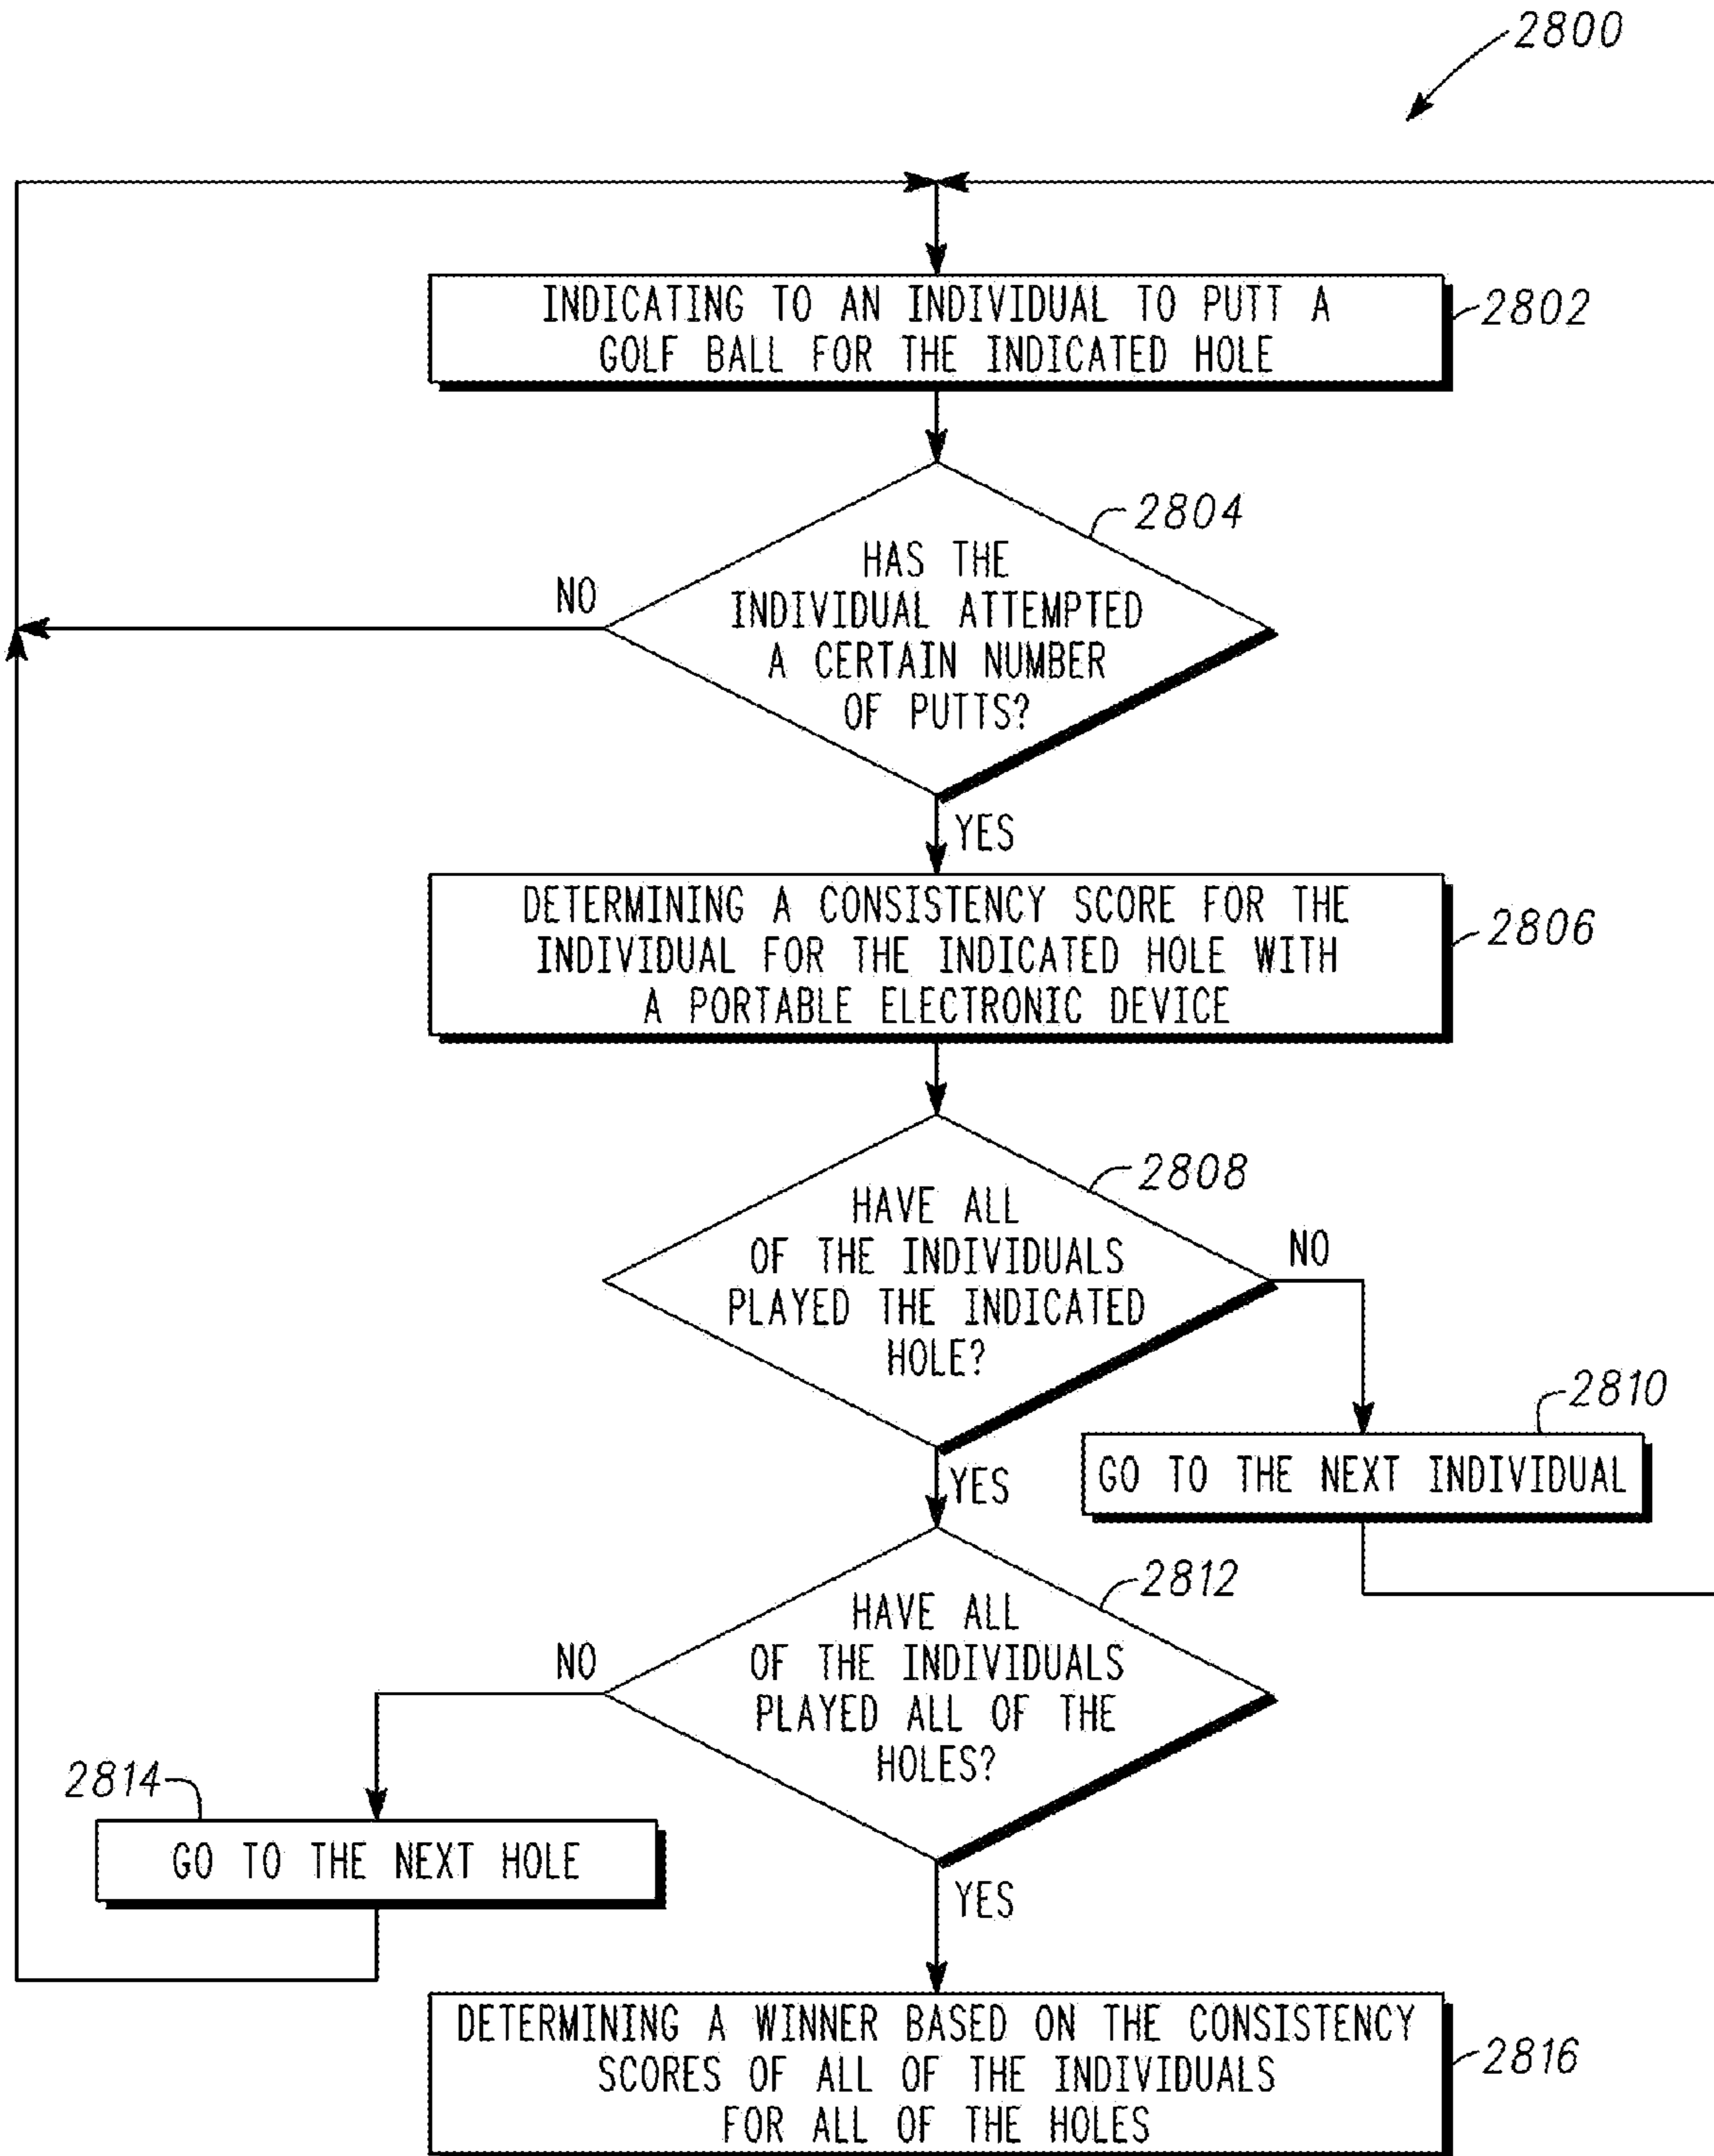 2800
INDICATING TO AN INDIVIDUAL TO PUTT A
GOLF BALL FOR THE INDICATED HOLE
2802
2804
HAS THE
INDIVIDUAL ATTEMPTED
A CERTAIN NUMBER
OF PUTTS?
NO
YES
DETERMINING A CONSISTENCY SCORE FOR THE
INDIVIDUAL FOR THE INDICATED HOLE WITH
A PORTABLE ELECTRONIC DEVICE
2806
2808
HAVE ALL
OF THE INDIVIDUALS
PLAYED THE INDICATED
HOLE?
NO
2810
GO TO THE NEXT INDIVIDUAL
YES
2812
HAVE ALL
OF THE INDIVIDUALS
PLAYED ALL OF THE
HOLES?
NO
2814
GO TO THE NEXT HOLE
YES
DETERMINING A WINNER BASED ON THE CONSISTENCY
SCORES OF ALL OF THE INDIVIDUALS
FOR ALL OF THE HOLES
2816